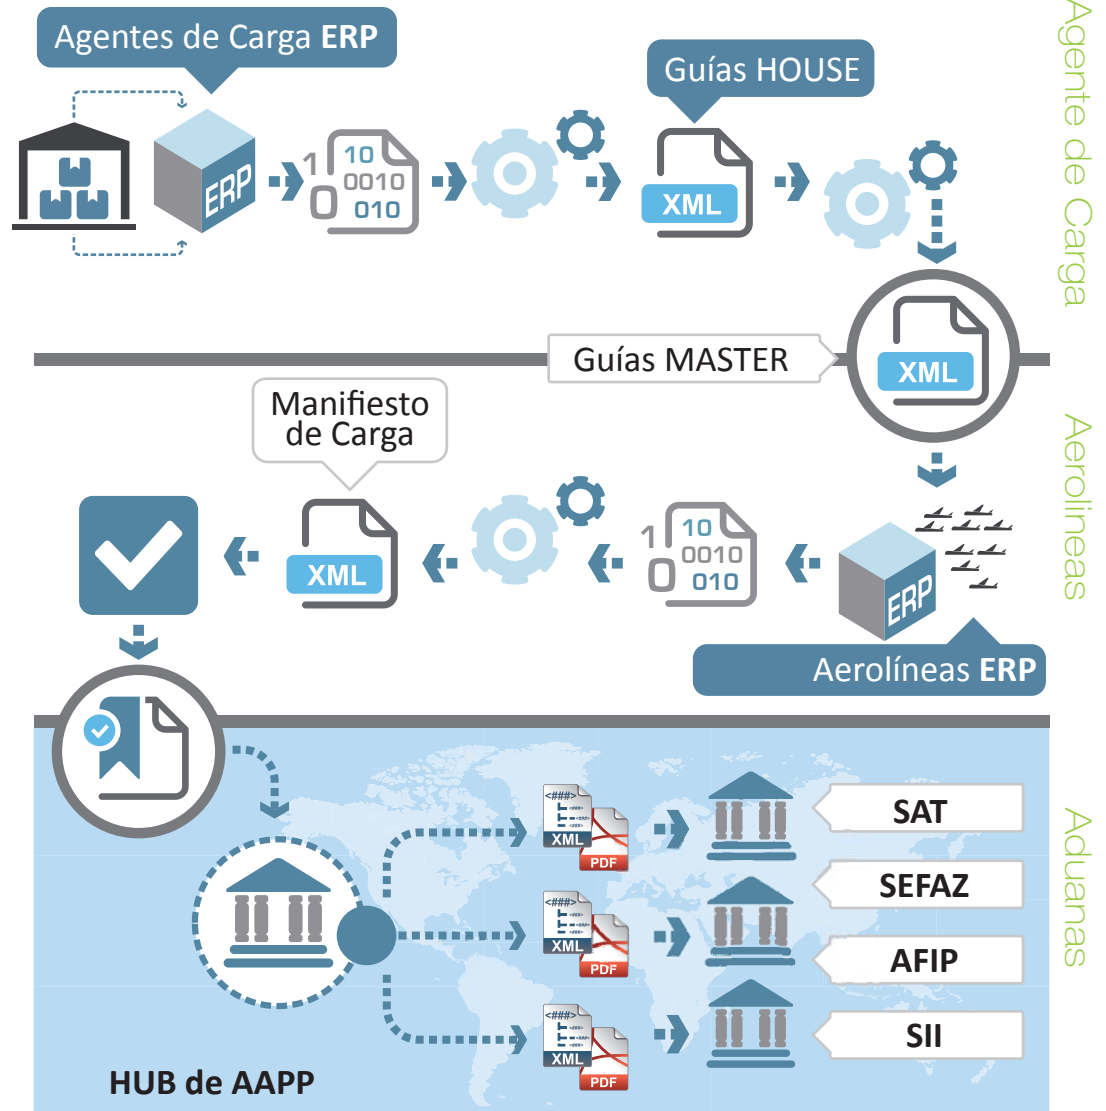 Agentes de Carga ERP
Guías HOUSE
Agente de Carga
ERP
1 10
0010
0 010
XML
XML
Guías MASTER
Manifiesto
de Carga
Aerolineas
XML
1 10
0010
0 010
ERP
Aerolíneas ERP
Aduanas
<###>
<###>
<###>
<###>
XML
PDF
SAT
SEFAZ
<###>
<###>
<###>
<###>
XML
PDF
AFIP
<###>
<###>
<###>
<###>
XML
PDF
SII
HUB de AAPP